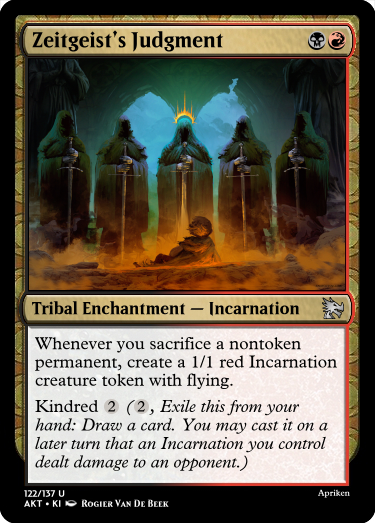 Zeitgeist's Judgment
Tribal Enchantment — Incarnation
Whenever you sacrifice a nontoken
permanent, create a 1/1 red Incarnation
creature token with flying.
Kindred 2 (2, Exile this from your
hand: Draw a card. You may cast it on a
later turn that an Incarnation you control
dealt damage to an opponent.)
122/137 U
Apriken
AKT • KI Rogier Van De Beek